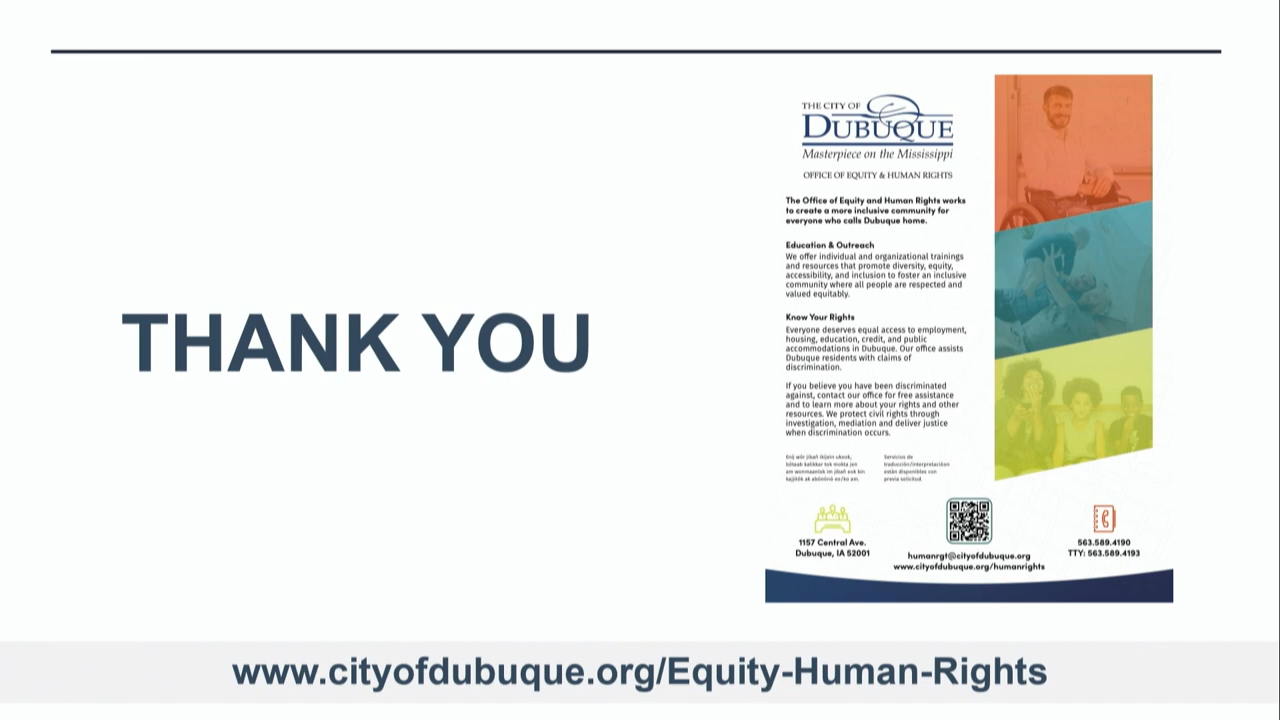 THANK YOU
THE CITY OF
DUBUQUE
Masterpiece on the Mississippi
OFFICE OF EQUITY & HUMAN RIGHTS
The Office of Equity and Human Rights works
to create a more inclusive community for
everyone who calls Dubuque home.
Education & Outreach
We offer individual and organizational trainings
and resources that promote diversity, equity,
accessibility, and inclusion to foster an inclusive
community where all people are respected and
valued equitably.
Know Your Rights
Everyone deserves equal access to employment,
housing, education, credit, and public
accommodations in Dubuque. Our office assists
Dubuque residents with claims of
discrimination.
If you believe you have been discriminated
against, contact our office for free assistance
and to learn more about your rights and other
resources. We protect civil rights through
investigation, mediation and deliver justice
when discrimination occurs.
Servicios de
traducción/interpretación
están disponibles con
previa solicitud.
1157 Central Ave.
Dubuque, IA 52001
humanrgt@cityofdubuque.org
www.cityofdubuque.org/humanrights
563.589.4190
TTY: 563.589.4193
www.cityofdubuque.org/Equity-Human-Rights